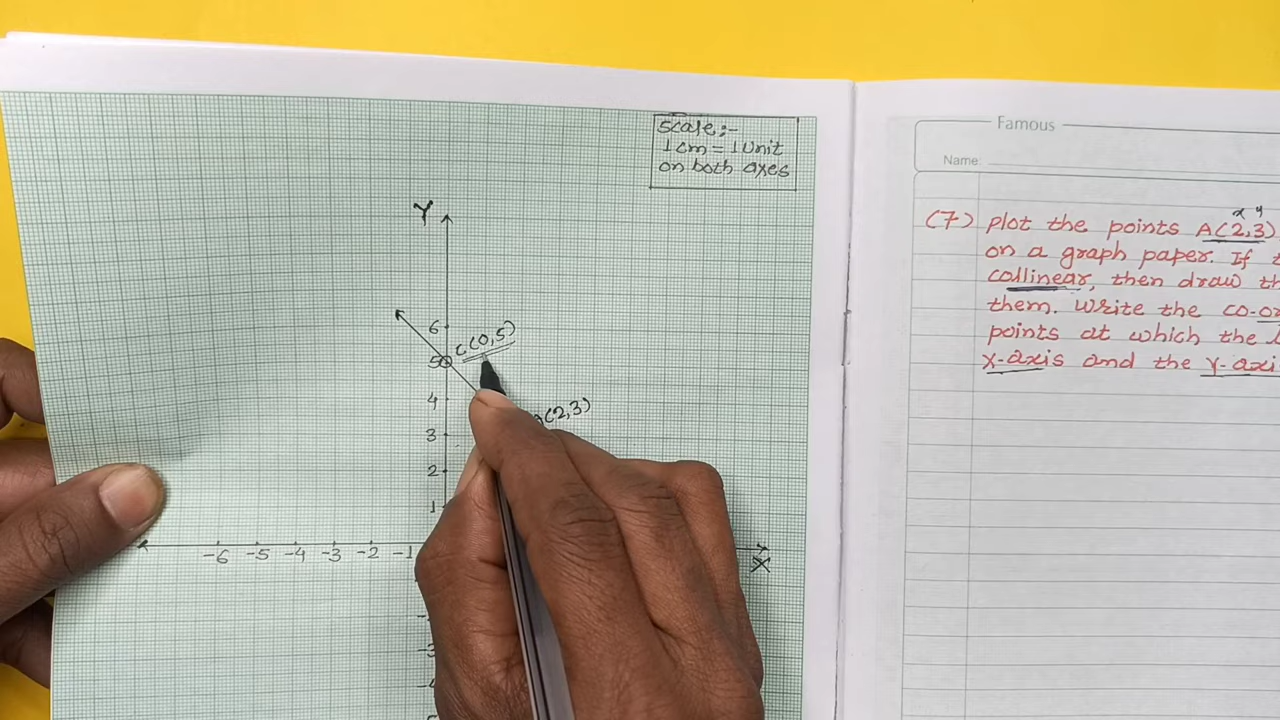 Scale:-
1cm = 1 Unit
on both axes
Y
6
C(0,5)
5
4
A(2,3)
3
2
1
-6 -5 -4 -3 -2 -1
X
Famous
Name:
x y
(7) Plot the points A(2,3)
on a graph paper. If
collinear, then draw
them. Write the co-
points at which the
X-axis and the Y-axi